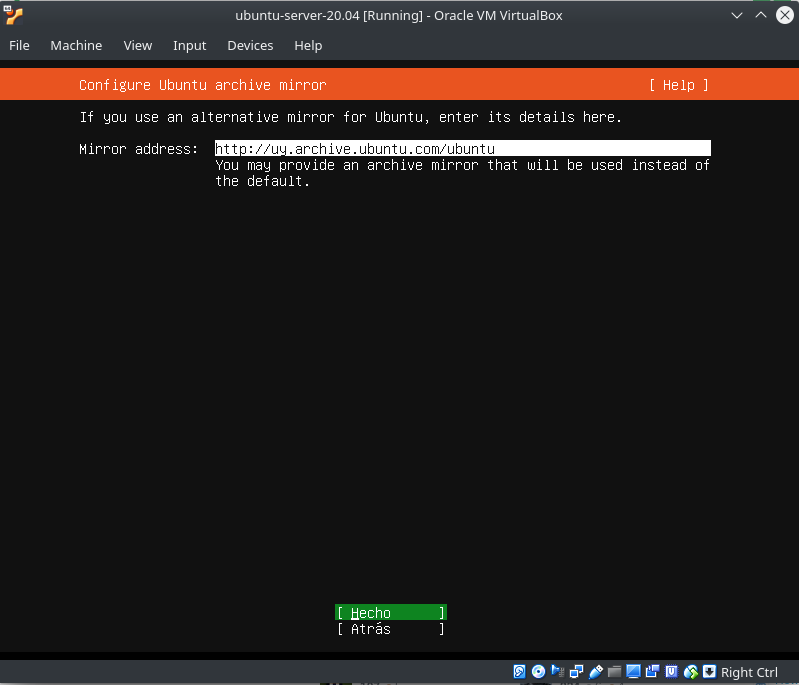 ubuntu-server-20.04 [Running] - Oracle VM VirtualBox
File Machine View Input Devices Help
Configure Ubuntu archive mirror [ Help ]
If you use an alternative mirror for Ubuntu, enter its details here.
Mirror address: http://uy.archive.ubuntu.com/ubuntu
You may provide an archive mirror that will be used instead of
the default.
[ Hecho ]
[ Atrás ]
Right Ctrl